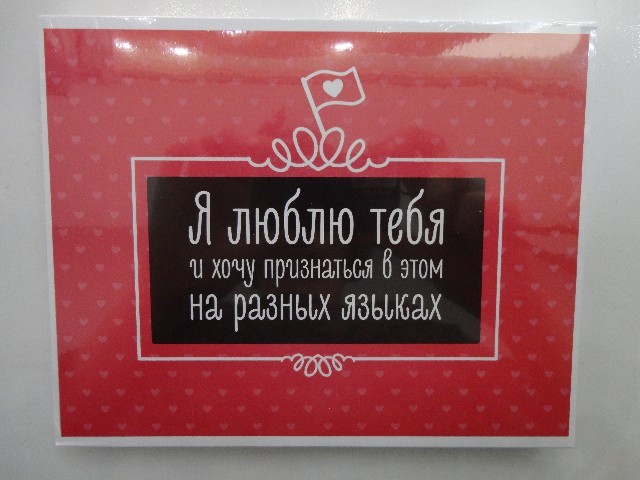 Я люблю тебя
и хочу признаться в этом
на разных языках